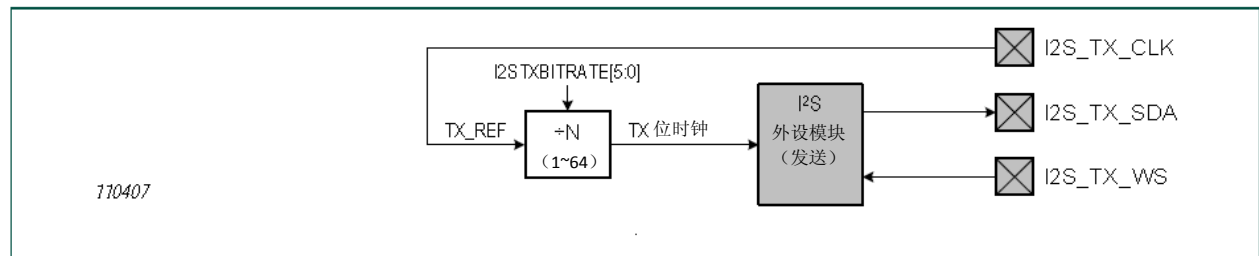 I2S_TX_CLK
I2STXBITRATE[5:0]
I²S
外设模块
(发送)
I2S_TX_SDA
TX_REF
÷N
(1~64)
TX 位时钟
I2S_TX_WS
110407